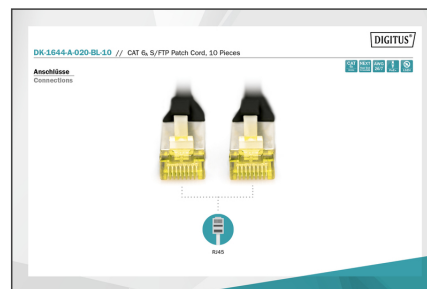 DIGITUS®
DK-1644-A-020-BL-10 // CAT 6A S/FTP Patch Cord, 10 Pieces
Anschlüsse
Connections
RJ45